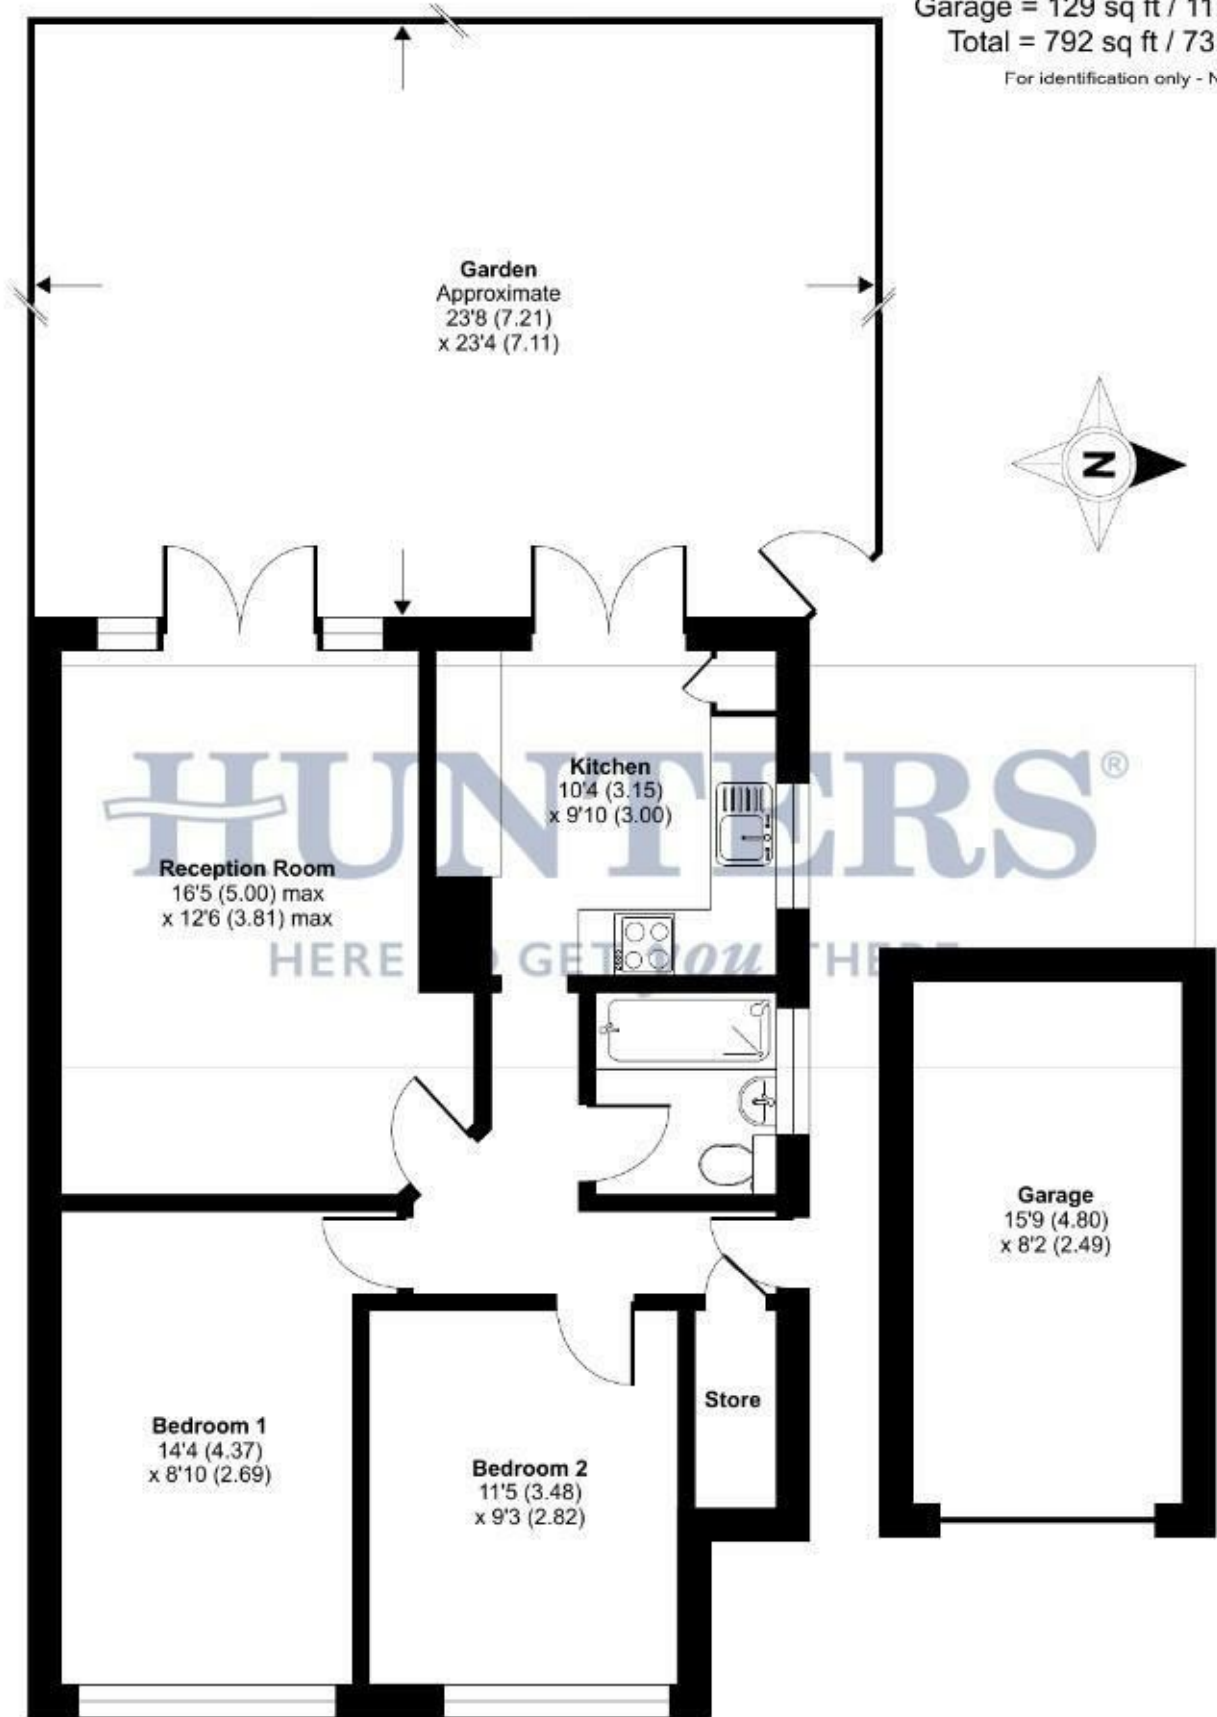 Garage = 129 sq ft / 11
Total = 792 sq ft / 73
For identification only - N
Garden
Approximate
23'8 (7.21)
x 23'4 (7.11)
N
Kitchen
10'4 (3.15)
x 9'10 (3.00)
HUNTERS®
Reception Room
16'5 (5.00) max
x 12'6 (3.81) max
HERE TO GET you THERE
Garage
15'9 (4.80)
x 8'2 (2.49)
Store
Bedroom 1
14'4 (4.37)
x 8'10 (2.69)
Bedroom 2
11'5 (3.48)
x 9'3 (2.82)